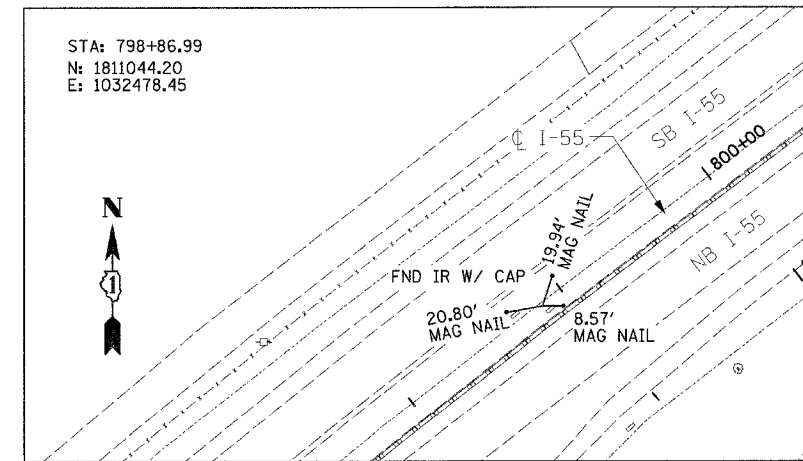 STA: 798+86.99
N: 1811044.20
E: 1032478.45
℄ I-55
SB I-55
800+00
NB I-55
N
1
19.94'
MAG NAIL
FND IR W/ CAP
20.80'
MAG NAIL
8.57'
MAG NAIL